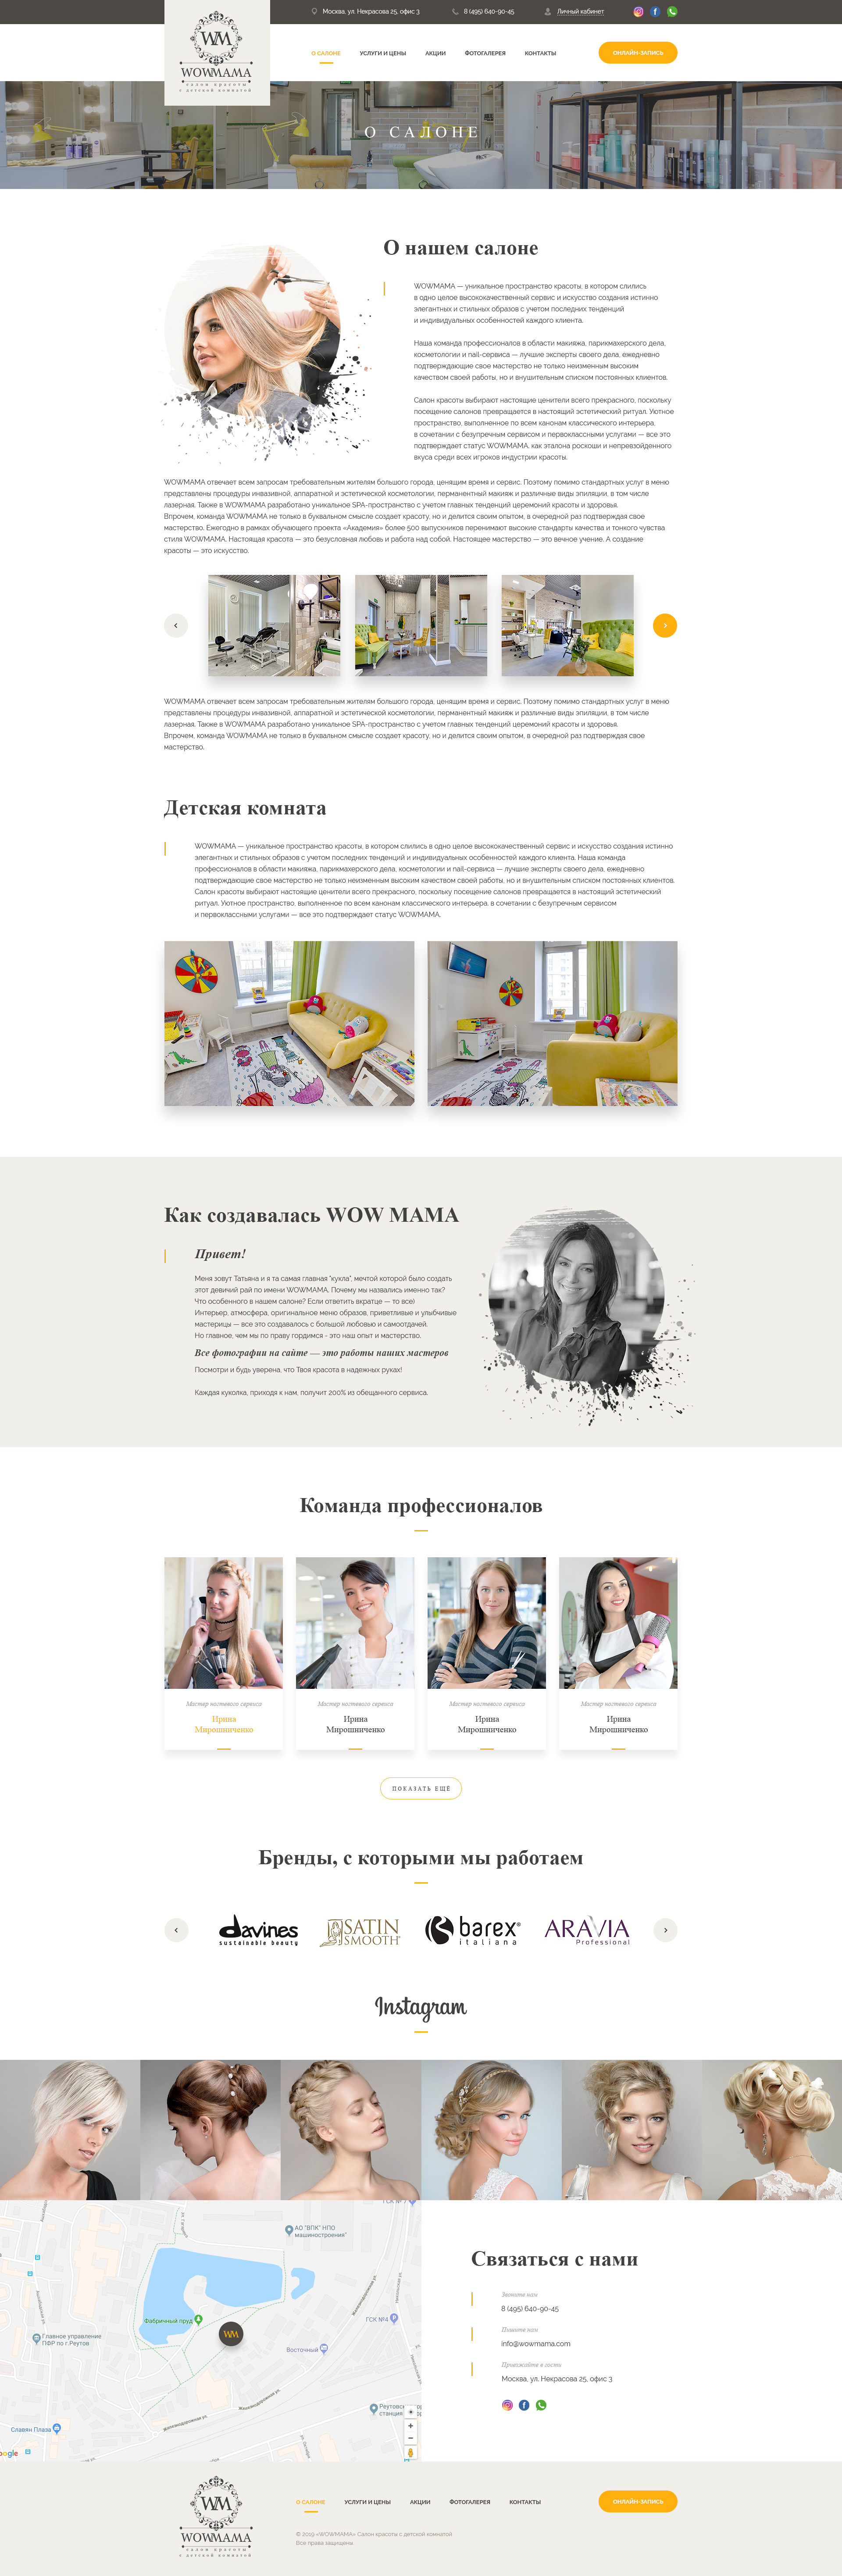 Москва, ул. Некрасова 25, офис 3
8 (495) 640-90-45
Личный кабинет
WM
WOWMAMA
салон красоты
с детской комнатой
О САЛОНЕ
УСЛУГИ И ЦЕНЫ
АКЦИИ
ФОТОГАЛЕРЕЯ
КОНТАКТЫ
ОНЛАЙН-ЗАПИСЬ
О САЛОНЕ
О нашем салоне
WOWMAMA — уникальное пространство красоты, в котором слились
в одно целое высококачественный сервис и искусство создания истинно
элегантных и стильных образов с учетом последних тенденций
и индивидуальных особенностей каждого клиента.
Наша команда профессионалов в области макияжа, парикмахерского дела,
косметологии и nail-сервиса — лучшие эксперты своего дела, ежедневно
подтверждающие свое мастерство не только неизменным высоким
качеством своей работы, но и внушительным списком постоянных клиентов.
Салон красоты выбирают настоящие ценители всего прекрасного, поскольку
посещение салонов превращается в настоящий эстетический ритуал. Уютное
пространство, выполненное по всем канонам классического интерьера,
в сочетании с безупречным сервисом и первоклассными услугами — все это
подтверждает статус WOWMAMA, как эталона роскоши и непревзойденного
вкуса среди всех игроков индустрии красоты.
WOWMAMA отвечает всем запросам требовательным жителям большого города, ценящим время и сервис. Поэтому помимо стандартных услуг в меню
представлены процедуры инвазивной, аппаратной и эстетической косметологии, перманентный макияж и различные виды эпиляции, в том числе
лазерная. Также в WOWMAMA разработано уникальное SPA-пространство с учетом главных тенденций церемоний красоты и здоровья.
Впрочем, команда WOWMAMA не только в буквальном смысле создает красоту, но и делится своим опытом, в очередной раз подтверждая свое
мастерство. Ежегодно в рамках обучающего проекта «Академия» более 500 выпускников перенимают высокие стандарты качества и тонкого чувства
стиля WOWMAMA. Настоящая красота — это безусловная любовь и работа над собой. Настоящее мастерство — это вечное учение. А создание
красоты — это искусство.
WOWMAMA отвечает всем запросам требовательным жителям большого города, ценящим время и сервис. Поэтому помимо стандартных услуг в меню
представлены процедуры инвазивной, аппаратной и эстетической косметологии, перманентный макияж и различные виды эпиляции, в том числе
лазерная. Также в WOWMAMA разработано уникальное SPA-пространство с учетом главных тенденций церемоний красоты и здоровья.
Впрочем, команда WOWMAMA не только в буквальном смысле создает красоту, но и делится своим опытом, в очередной раз подтверждая свое
мастерство.
Детская комната
WOWMAMA — уникальное пространство красоты, в котором слились в одно целое высококачественный сервис и искусство создания истинно
элегантных и стильных образов с учетом последних тенденций и индивидуальных особенностей каждого клиента. Наша команда
профессионалов в области макияжа, парикмахерского дела, косметологии и nail-сервиса — лучшие эксперты своего дела, ежедневно
подтверждающие свое мастерство не только неизменным высоким качеством своей работы, но и внушительным списком постоянных клиентов.
Салон красоты выбирают настоящие ценители всего прекрасного, поскольку посещение салонов превращается в настоящий эстетический
ритуал. Уютное пространство, выполненное по всем канонам классического интерьера, в сочетании с безупречным сервисом
и первоклассными услугами — все это подтверждает статус WOWMAMA.
Как создавалась WOW MAMA
Привет!
Меня зовут Татьяна и я та самая главная "кукла", мечтой которой было создать
этот девичий рай по имени WOWMAMA. Почему мы назвались именно так?
Что особенного в нашем салоне? Если ответить вкратце — то все)
Интерьер, атмосфера, оригинальное меню образов, приветливые и улыбчивые
мастерицы — все это создавалось с большой любовью и самоотдачей.
Но главное, чем мы по праву гордимся - это наш опыт и мастерство.
Все фотографии на сайте — это работы наших мастеров
Посмотри и будь уверена, что Твоя красота в надежных руках!
Каждая куколка, приходя к нам, получит 200% из обещанного сервиса.
Команда профессионалов
Мастер ногтевого сервиса
Ирина
Мирошниченко
Мастер ногтевого сервиса
Ирина
Мирошниченко
Мастер ногтевого сервиса
Ирина
Мирошниченко
Мастер ногтевого сервиса
Ирина
Мирошниченко
ПОКАЗАТЬ ЕЩЁ
Бренды, с которыми мы работаем
davines
sustainable beauty
SATIN
SMOOTH
barex
italiana
ARAVIA
Professional
Instagram
ГСК № 7
АО "ВПК" НПО
машиностроения"
Фабричный пруд
ГСК №4
Главное управление
ПФР по г.Реутов
WM
Восточный
Железнодорожная ул.
Славян Плаза
Связаться с нами
Звоните нам
8 (495) 640-90-45
Пишите нам
info@wowmama.com
Приезжайте в гости
Москва, ул. Некрасова 25, офис 3
WM
WOWMAMA
салон красоты
с детской комнатой
О САЛОНЕ
УСЛУГИ И ЦЕНЫ
АКЦИИ
ФОТОГАЛЕРЕЯ
КОНТАКТЫ
ОНЛАЙН-ЗАПИСЬ
© 2019 «WOWMAMA». Салон красоты с детской комнатой
Все права защищены